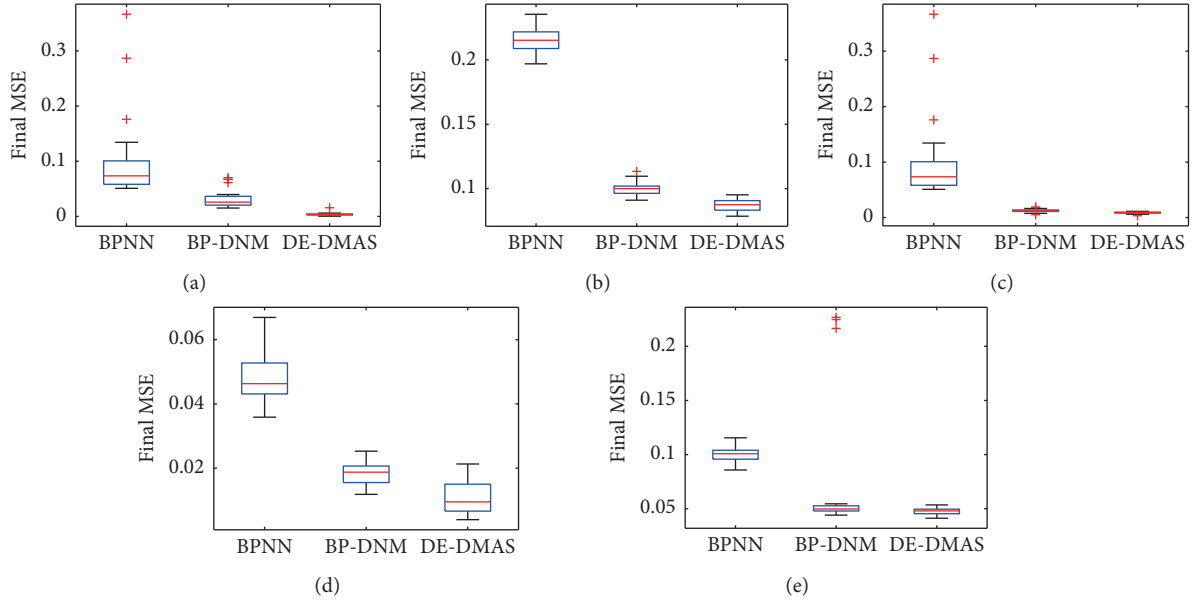 Final MSE
0.3
0.2
0.1
0
BPNN BP-DNM DE-DMAS
(a)
Final MSE
0.2
0.15
0.1
BPNN BP-DNM DE-DMAS
(b)
Final MSE
0.3
0.2
0.1
0
BPNN BP-DNM DE-DMAS
(c)
Final MSE
0.06
0.04
0.02
BPNN BP-DNM DE-DMAS
(d)
Final MSE
0.2
0.15
0.1
0.05
BPNN BP-DNM DE-DMAS
(e)